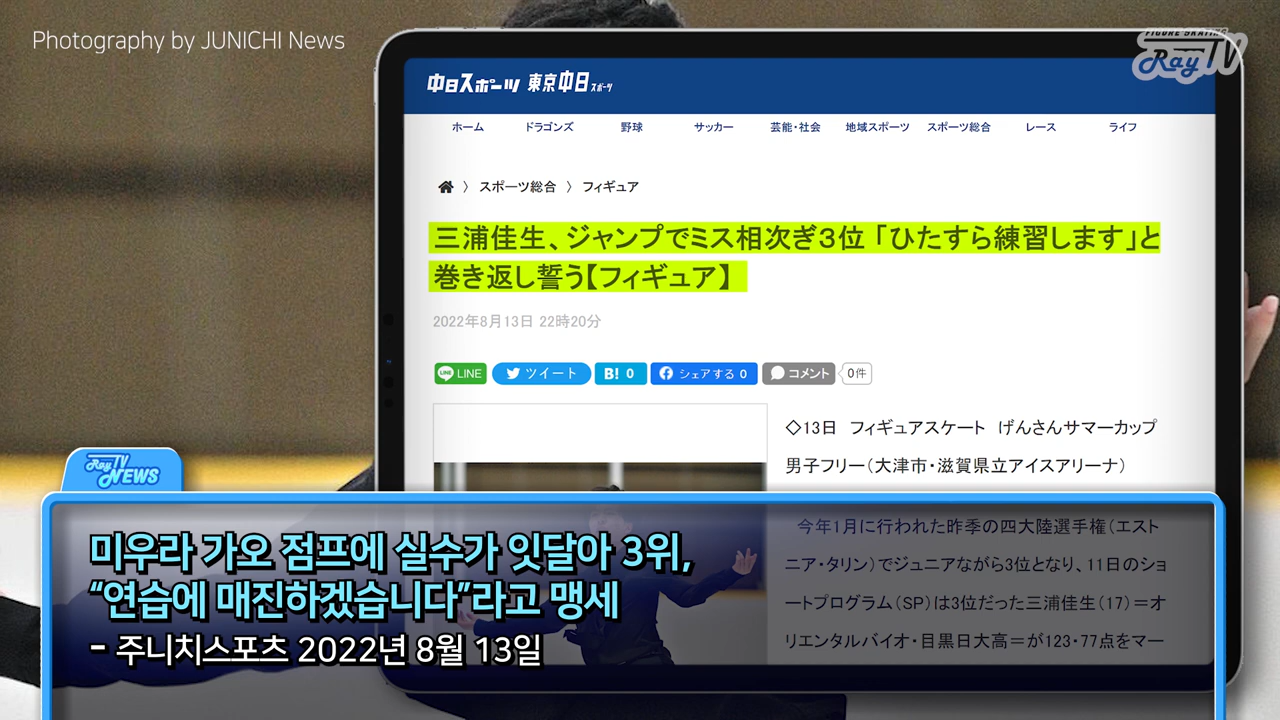 Photography by JUNICHI News
FIGURE SKATING
RayTV
中日スポーツ 東京中日スポーツ
ホーム ドラゴンズ 野球 サッカー 芸能・社会 地域スポーツ スポーツ総合 レース ライフ
〉 スポーツ総合 〉 フィギュア
三浦佳生、ジャンプでミス相次ぎ3位 「ひたすら練習します」と
巻き返し誓う【フィギュア】
2022年8月13日 22時20分
LINE LINE ツイート B! 0 シェアする 0 コメント 0件
◇13日 フィギュアスケート げんさんサマーカップ
男子フリー(大津市・滋賀県立アイスアリーナ)
今年1月に行われた昨季の四大陸選手権(エスト
ニア・タリン)でジュニアながら3位となり、11日のショ
ートプログラム(SP)は3位だった三浦佳生(17)=オ
リエンタルバイオ・目黒日大高=が123・77点をマー
RayTV NEWS
미우라 가오 점프에 실수가 잇달아 3위,
“연습에 매진하겠습니다”라고 맹세
- 주니치스포츠 2022년 8월 13일